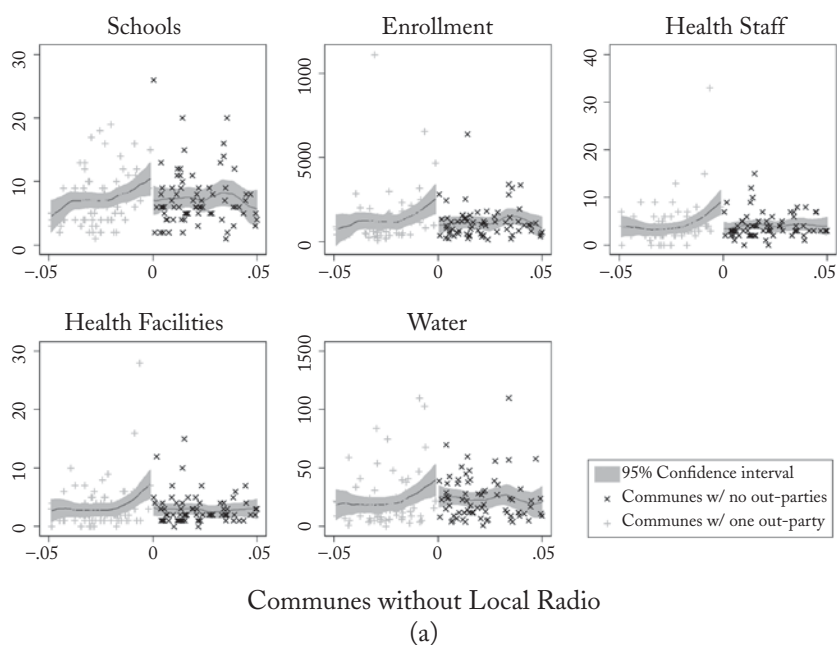 Schools
30
20
10
0
−.05 0 .05
Enrollment
1000
5000
0
−.05 0 .05
Health Staff
40
30
20
10
0
−.05 0 .05
Health Facilities
30
20
10
0
−.05 0 .05
Water
1500
100
50
0
−.05 0 .05
95% Confidence interval
Communes w/ no out-parties
Communes w/ one out-party
Communes without Local Radio
(a)